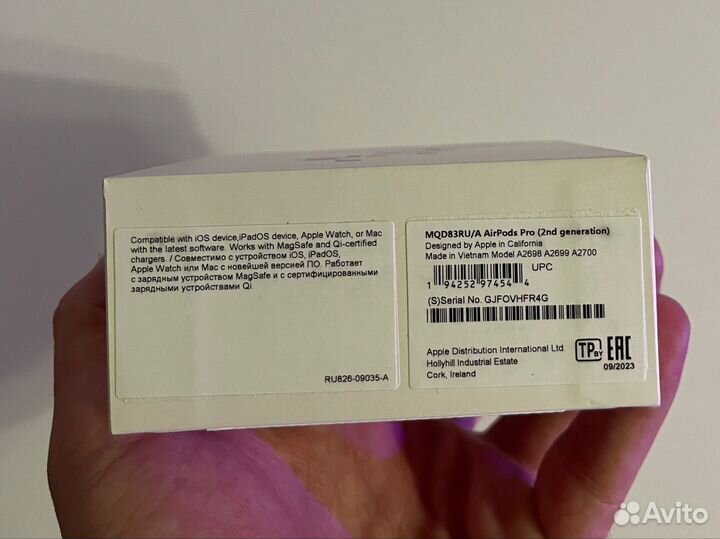 Compatible with iOS device,iPadOS device, Apple Watch, or Mac
with the latest software. Works with MagSafe and Qi-certified
chargers. / Совместимо с устройством iOS, iPadOS,
Apple Watch или Mac с новейшей версией ПО. Работает
с зарядным устройством MagSafe и с сертифицированными
зарядными устройствами Qi.
RU826-09035-A
MQD83RU/A AirPods Pro (2nd generation)
Designed by Apple in California
Made in Vietnam Model A2698 A2699 A2700
UPC
1 94252 97454 4
(S)Serial No. GJFOVHFR4G
Apple Distribution International Ltd.
Hollyhill Industrial Estate
Cork, Ireland
TP BY EAC
09/2023
Avito